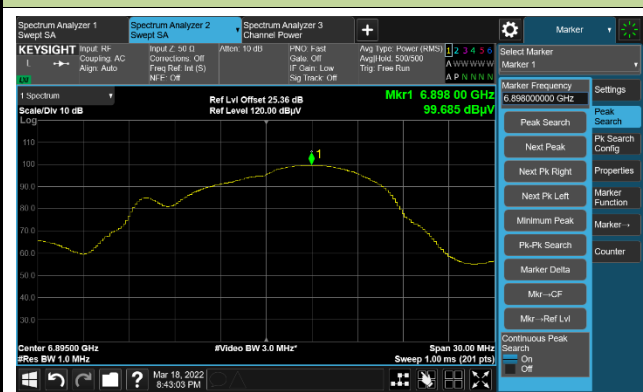 Spectrum Analyzer 1
Swept SA
Spectrum Analyzer 2
Swept SA
Spectrum Analyzer 3
Channel Power
+
Marker
KEYSIGHT
Input: RF
Coupling: AC
Align: Auto
Input Z: 50 Ω
Corrections: Off
Freq Ref: Int (S)
NFE: Off
Atten: 10 dB
PNO: Fast
Gate: Off
IF Gain: Low
Sig Track: Off
Avg Type: Power (RMS)
Avg|Hold: 500/500
Trig: Free Run
1 2 3 4 5 6
A W W W W W
A P N N N N
Select Marker
Marker 1
1 Spectrum
Scale/Div 10 dB
Log
Ref Lvl Offset 25.36 dB
Ref Level 120.00 dBµV
Mkr1 6.898 00 GHz
99.685 dBµV
110
100
90.0
80.0
70.0
60.0
50.0
40.0
30.0
1
Center 6.89500 GHz
#Res BW 1.0 MHz
#Video BW 3.0 MHz*
Span 30.00 MHz
Sweep 1.00 ms (201 pts)
Marker Frequency
6.898000000 GHz
Peak Search
Next Peak
Next Pk Right
Next Pk Left
Minimum Peak
Pk-Pk Search
Marker Delta
Mkr→CF
Mkr→Ref Lvl
Continuous Peak
Search
On
Off
Settings
Peak
Search
Pk Search
Config
Properties
Marker
Function
Marker→
Counter
?
Mar 18, 2022
8:43:03 PM